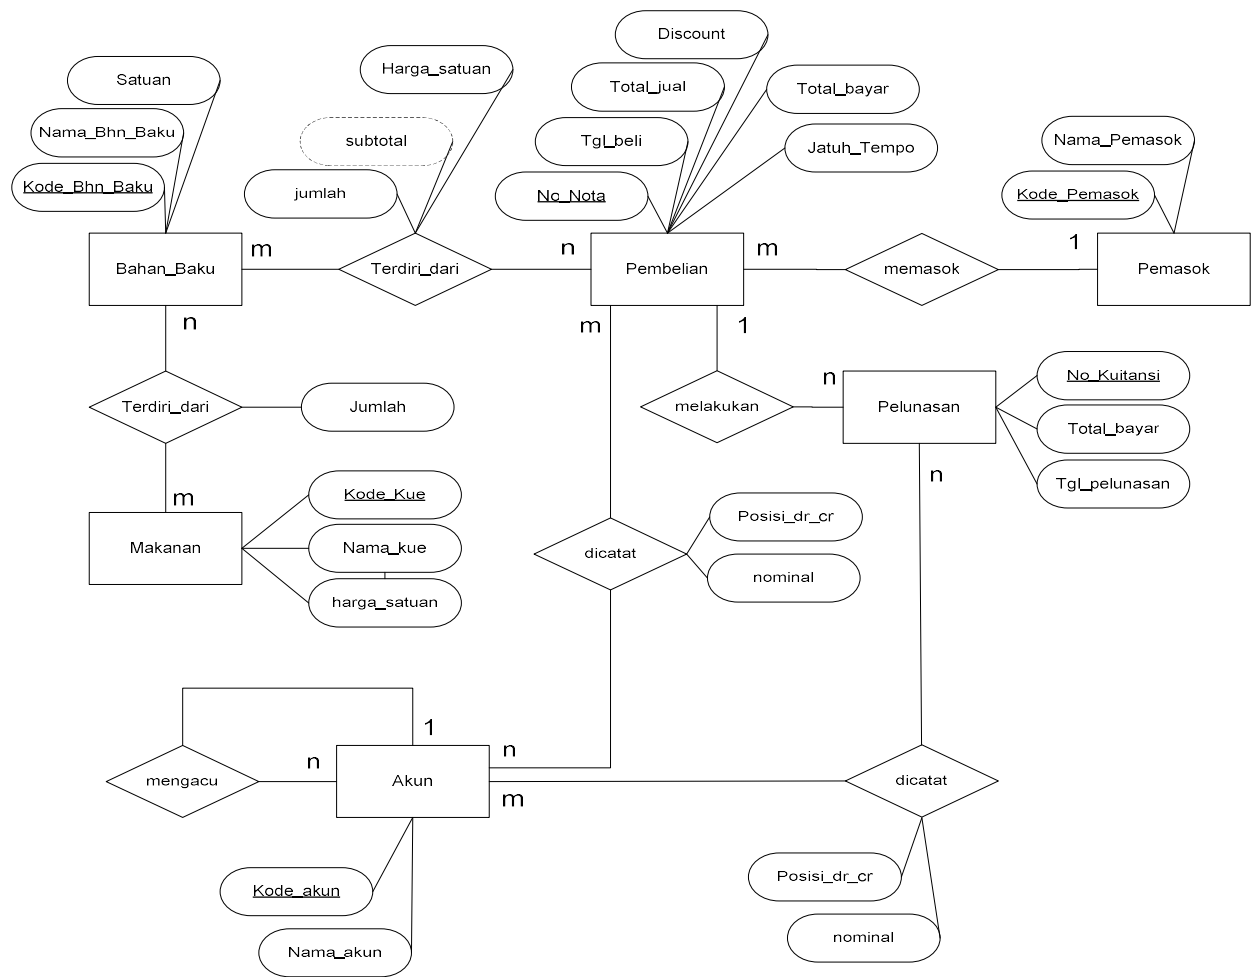 Discount
Satuan
Harga_satuan
Total_jual
Total_bayar
Nama_Bhn_Baku
subtotal
Tgl_beli
Jatuh_Tempo
Nama_Pemasok
Kode_Bhn_Baku
jumlah
No_Nota
Kode_Pemasok
m
n
m
1
Bahan_Baku
Terdiri_dari
Pembelian
memasok
Pemasok
n
m
1
n
No_Kuitansi
Terdiri_dari
Jumlah
melakukan
Pelunasan
Total_bayar
n
Tgl_pelunasan
m
Kode_Kue
Posisi_dr_cr
Makanan
Nama_kue
dicatat
nominal
harga_satuan
1
n
n
mengacu
Akun
m
dicatat
Kode_akun
Posisi_dr_cr
Nama_akun
nominal